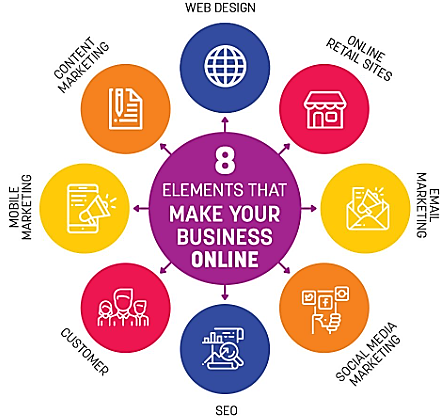 WEB DESIGN
ONLINE
RETAIL SITES
EMAIL
MARKETING
SOCIAL MEDIA
MARKETING
SEO
CUSTOMER
MOBILE
MARKETING
CONTENT
MARKETING
8
ELEMENTS THAT
MAKE YOUR
BUSINESS
ONLINE